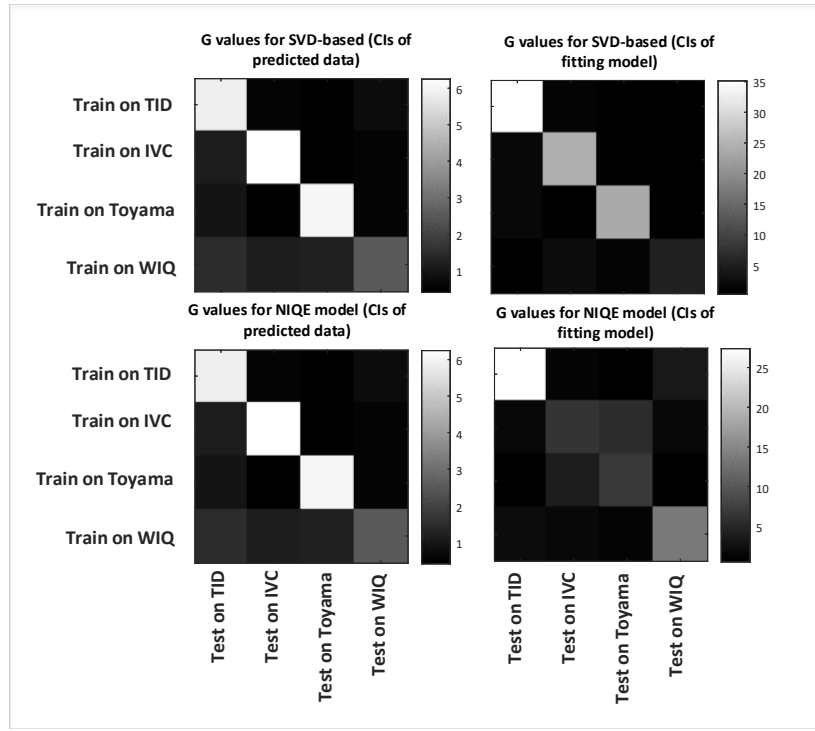 G values for SVD-based (CIs of
predicted data)
G values for SVD-based (CIs of
fitting model)
Train on TID
Train on IVC
Train on Toyama
Train on WIQ
6
5
4
3
2
1
35
30
25
20
15
10
5
G values for NIQE model (CIs of
predicted data)
G values for NIQE model (CIs of
fitting model)
Train on TID
Train on IVC
Train on Toyama
Train on WIQ
6
5
4
3
2
1
25
20
15
10
5
Test on TID
Test on IVC
Test on Toyama
Test on WIQ
Test on TID
Test on IVC
Test on Toyama
Test on WIQ